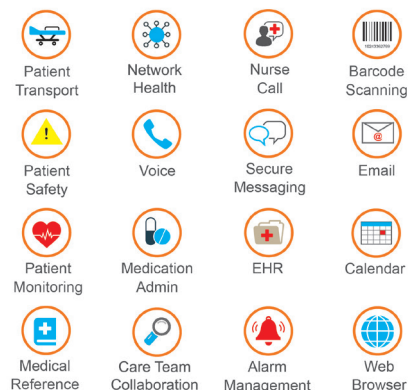 Patient
Transport
Network
Health
Nurse
Call
Barcode
Scanning
!
Patient
Safety
Voice
Secure
Messaging
@
Email
Patient
Monitoring
Medication
Admin
EHR
Calendar
Medical
Reference
Care Team
Collaboration
Alarm
Management
Web
Browser